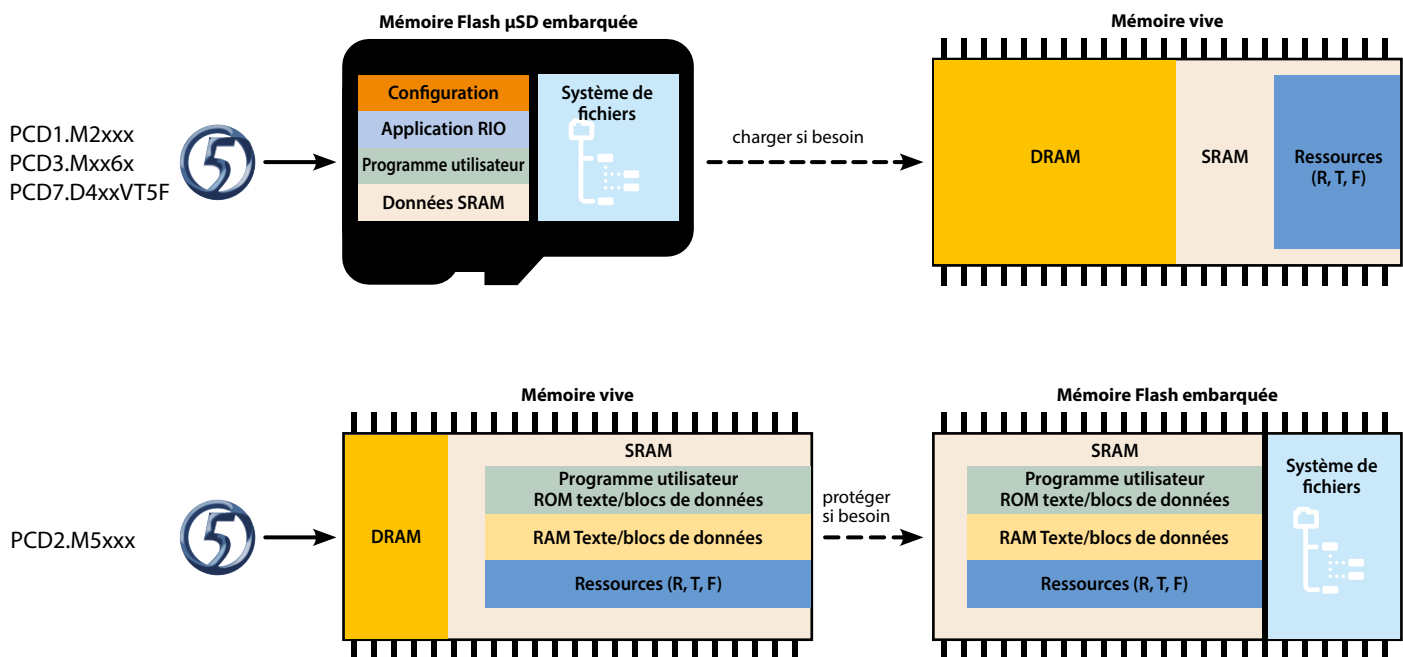 Mémoire Flash µSD embarquée
Mémoire vive
PCD1.M2xxx
PCD3.Mxx6x
PCD7.D4xxVT5F
5
Configuration
Application RIO
Programme utilisateur
Données SRAM
Système de
fichiers
charger si besoin
DRAM
SRAM
Ressources
(R, T, F)
Mémoire vive
Mémoire Flash embarquée
PCD2.M5xxx
5
DRAM
SRAM
Programme utilisateur
ROM texte/blocs de données
RAM Texte/blocs de données
Ressources (R, T, F)
protéger
si besoin
SRAM
Programme utilisateur
ROM texte/blocs de données
RAM Texte/blocs de données
Ressources (R, T, F)
Système de
fichiers